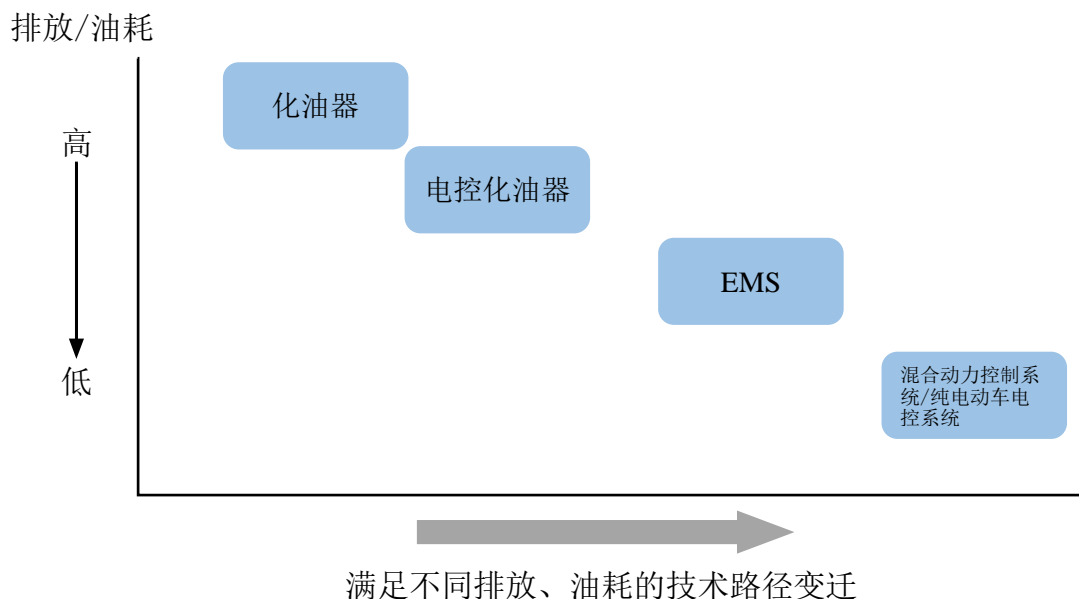 排放/油耗
高
化油器
电控化油器
EMS
低
混合动力控制系
统/纯电动车电
控系统
满足不同排放、油耗的技术路径变迁